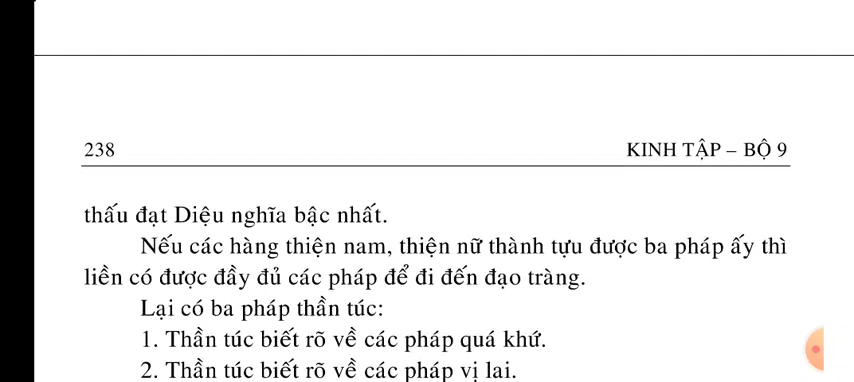 238 KINH TẬP – BỘ 9
thấu đạt Diệu nghĩa bậc nhất.
Nếu các hàng thiện nam, thiện nữ thành tựu được ba pháp ấy thì
liền có được đầy đủ các pháp để đi đến đạo tràng.
Lại có ba pháp thần túc:
1. Thần túc biết rõ về các pháp quá khứ.
2. Thần túc biết rõ về các pháp vị lai.